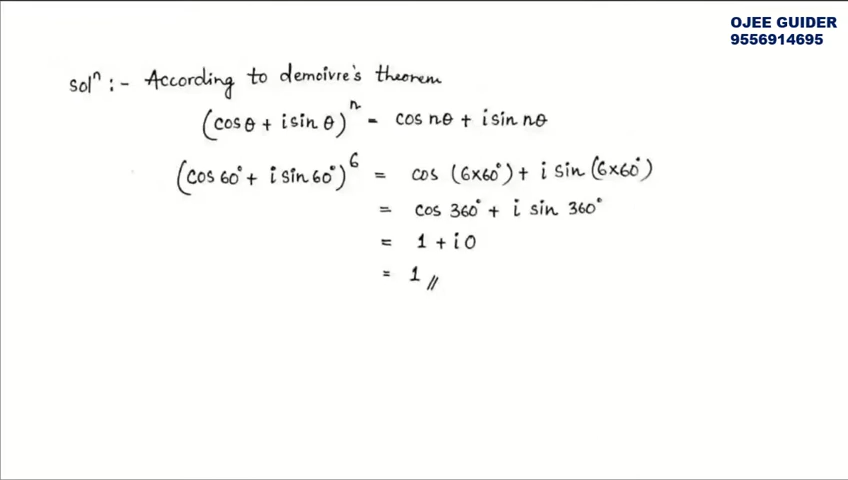 OJEE GUIDER
9556914695
solⁿ :- According to demoivre's theorem
(cosθ + i sin θ)ⁿ = cos nθ + i sin nθ
(cos 60° + i sin 60°)⁶ = cos (6×60°) + i sin (6×60°)
= cos 360° + i sin 360°
= 1 + i0
= 1 //